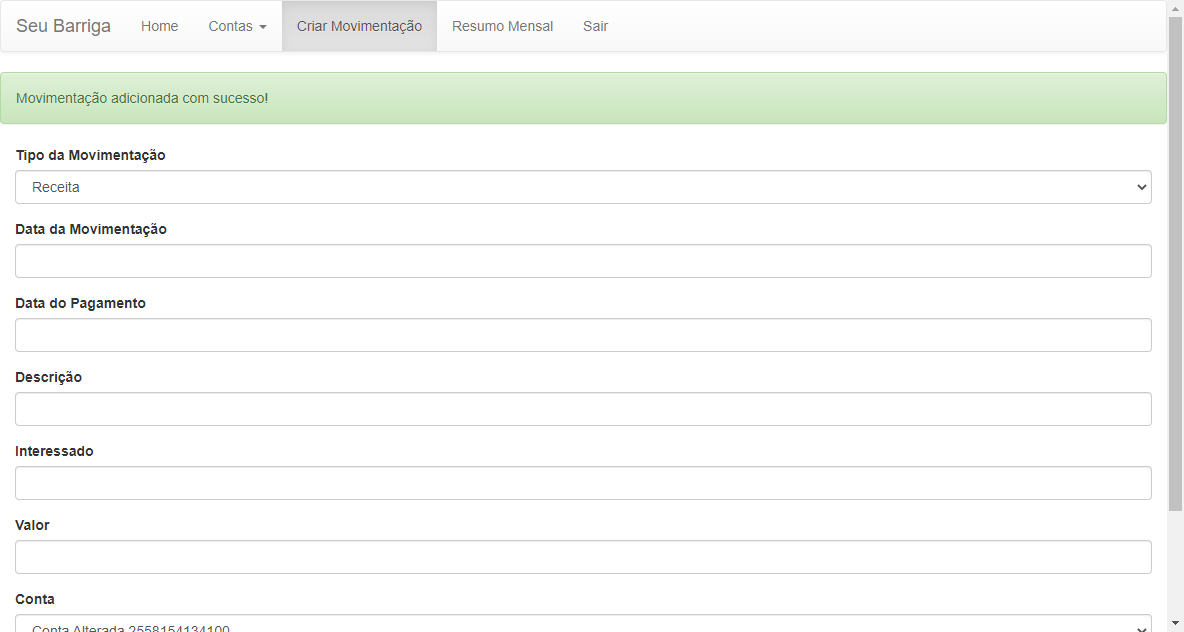 Seu Barriga Home Contas Criar Movimentação Resumo Mensal Sair
Movimentação adicionada com sucesso!
Tipo da Movimentação
Receita
Data da Movimentação
Data do Pagamento
Descrição
Interessado
Valor
Conta
Conta Alterada 2558154134100